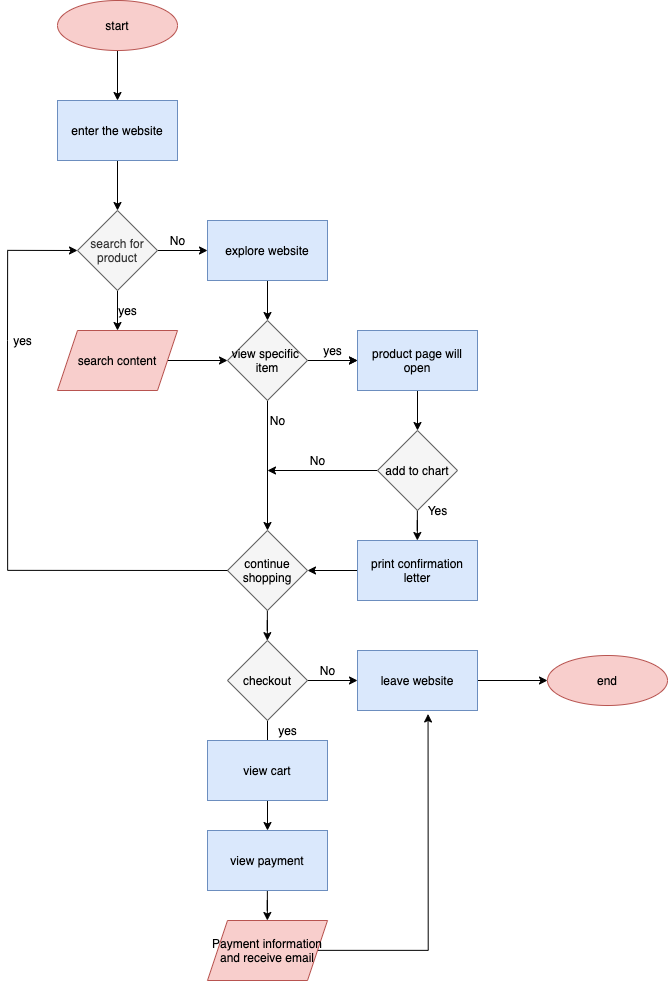 start
enter the website
search for
product
No
explore website
yes
yes
search content
view specific
item
yes
product page will
open
No
No
add to chart
Yes
continue
shopping
print confirmation
letter
checkout
No
leave website
end
yes
view cart
view payment
Payment information
and receive email